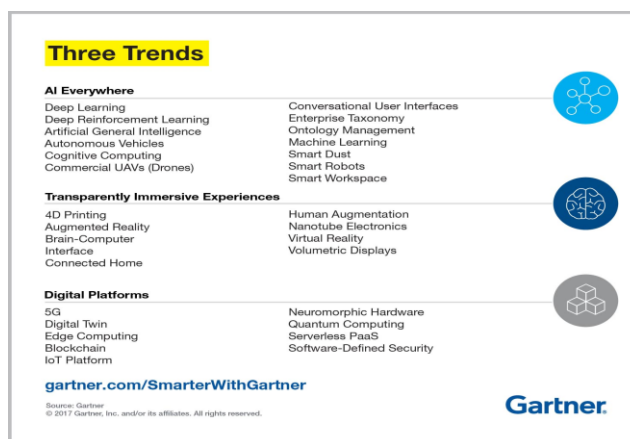 Three Trends
AI Everywhere
Deep Learning
Deep Reinforcement Learning
Artificial General Intelligence
Autonomous Vehicles
Cognitive Computing
Commercial UAVs (Drones)
Conversational User Interfaces
Enterprise Taxonomy
Ontology Management
Machine Learning
Smart Dust
Smart Robots
Smart Workspace
Transparently Immersive Experiences
4D Printing
Augmented Reality
Brain-Computer
Interface
Connected Home
Human Augmentation
Nanotube Electronics
Virtual Reality
Volumetric Displays
Digital Platforms
5G
Digital Twin
Edge Computing
Blockchain
IoT Platform
Neuromorphic Hardware
Quantum Computing
Serverless PaaS
Software-Defined Security
gartner.com/SmarterWithGartner
Source: Gartner
© 2017 Gartner, Inc. and/or its affiliates. All rights reserved.
Gartner.